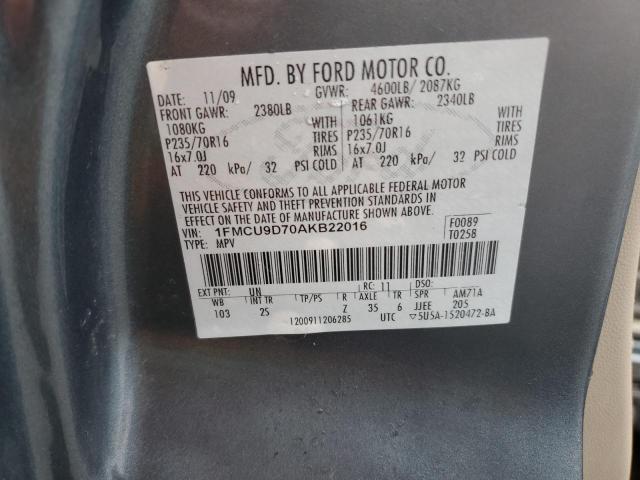 MFD. BY FORD MOTOR CO.
DATE: 11/09 GVWR: 4600LB/ 2087KG
FRONT GAWR: 2380LB REAR GAWR: 2340LB
1080KG WITH 1061KG WITH
P235/70R16 TIRES P235/70R16 TIRES
16x7.0J RIMS 16x7.0J RIMS
AT 220 kPa/ 32 PSI COLD AT 220 kPa/ 32 PSI COLD
THIS VEHICLE CONFORMS TO ALL APPLICABLE FEDERAL MOTOR
VEHICLE SAFETY AND THEFT PREVENTION STANDARDS IN
EFFECT ON THE DATE OF MANUFACTURE SHOWN ABOVE.
VIN: 1FMCU9D70AKB22016 F0089
TYPE: MPV T0258
EXT PNT: UN RC: 11 DSO:
WB INT TR TP/PS R AXLE TR SPR AM71A
103 2S Z 35 6 JJEE 205
1200911206285 UTC ▽5U5A-1520472-BA